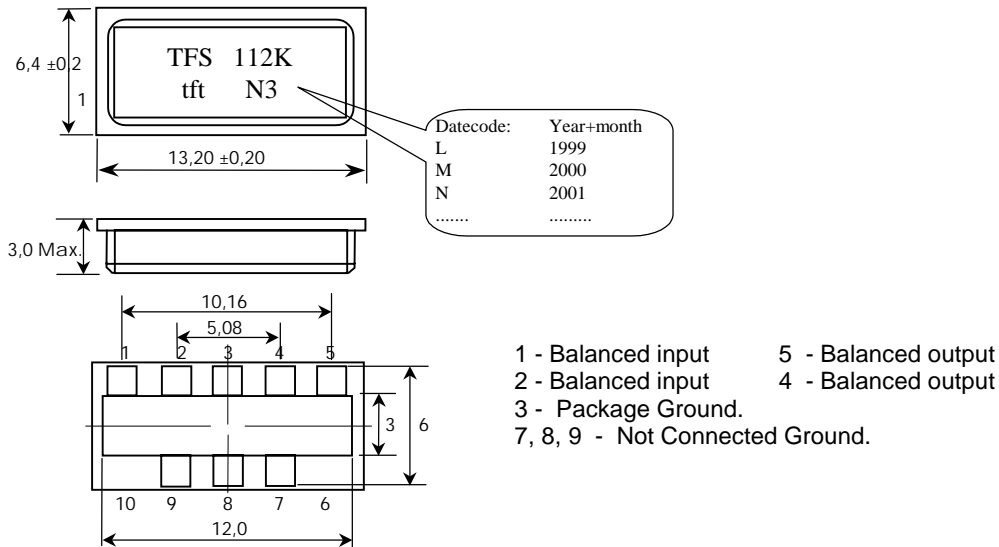 TFS 112K
tft N3
6,4 ±0,2
1
13,20 ±0,20
Datecode: Year+month
L 1999
M 2000
N 2001
....... .........
3,0 Max.
10,16
5,08
1 2 3 4 5
3 6
10 9 8 7 6
12,0
1 - Balanced input 5 - Balanced output
2 - Balanced input 4 - Balanced output
3 - Package Ground.
7, 8, 9 - Not Connected Ground.